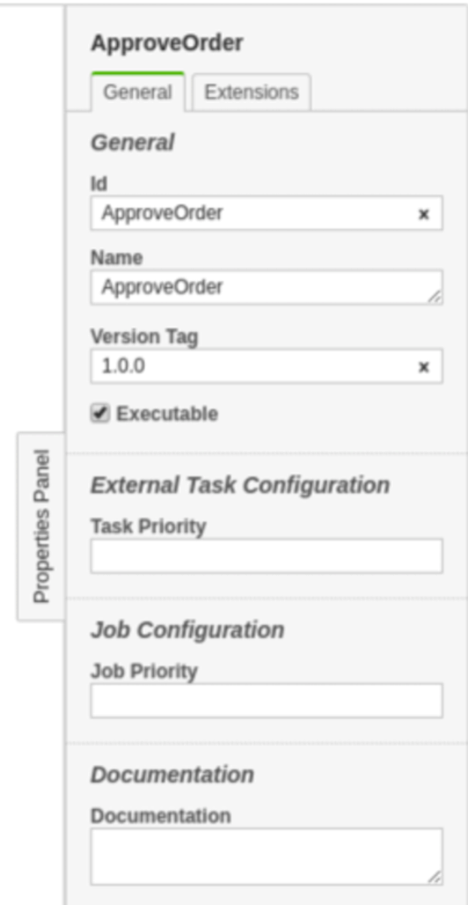 ApproveOrder
General Extensions
General
Id
ApproveOrder
Name
ApproveOrder
Version Tag
1.0.0
Executable
Properties Panel
External Task Configuration
Task Priority
Job Configuration
Job Priority
Documentation
Documentation